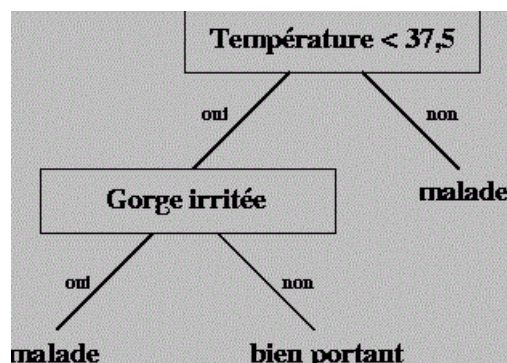 Température < 37,5
oui
non
malade
Gorge irritée
oui
non
malade
bien portant